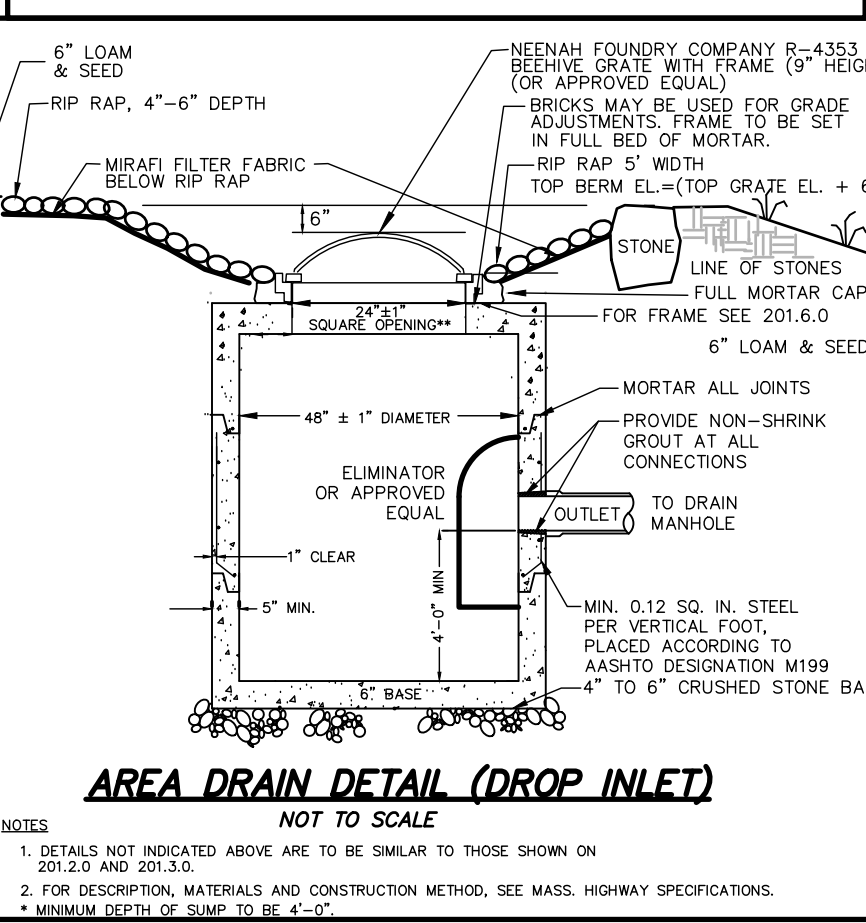 6" LOAM
& SEED
RIP RAP, 4"-6" DEPTH
MIRAFI FILTER FABRIC
BELOW RIP RAP
NEENAH FOUNDRY COMPANY R-4353
BEEHIVE GRATE WITH FRAME (9"
(OR APPROVED EQUAL)
BRICKS MAY BE USED FOR GRADE
ADJUSTMENTS. FRAME TO BE SET
IN FULL BED OF MORTAR.
RIP RAP 5' WIDTH
TOP BERM EL.=(TOP GRATE EL. + 6
6"
STONE
LINE OF STONES
FULL MORTAR CAP
24"±1"
SQUARE OPENING**
FOR FRAME SEE 201.6.0
6" LOAM & SEED
MORTAR ALL JOINTS
48" ± 1" DIAMETER
PROVIDE NON-SHRINK
GROUT AT ALL
CONNECTIONS
ELIMINATOR
OR APPROVED
EQUAL
OUTLET
TO DRAIN
MANHOLE
1" CLEAR
5" MIN.
4'-0" MIN
MIN. 0.12 SQ. IN. STEEL
PER VERTICAL FOOT,
PLACED ACCORDING TO
AASHTO DESIGNATION M199
6" BASE
4" TO 6" CRUSHED STONE
AREA DRAIN DETAIL (DROP INLET)
NOT TO SCALE
NOTES
1. DETAILS NOT INDICATED ABOVE ARE TO BE SIMILAR TO THOSE SHOWN ON
201.2.0 AND 201.3.0.
2. FOR DESCRIPTION, MATERIALS AND CONSTRUCTION METHOD, SEE MASS. HIGHWAY SPECIFICATIONS.
* MINIMUM DEPTH OF SUMP TO BE 4'-0".